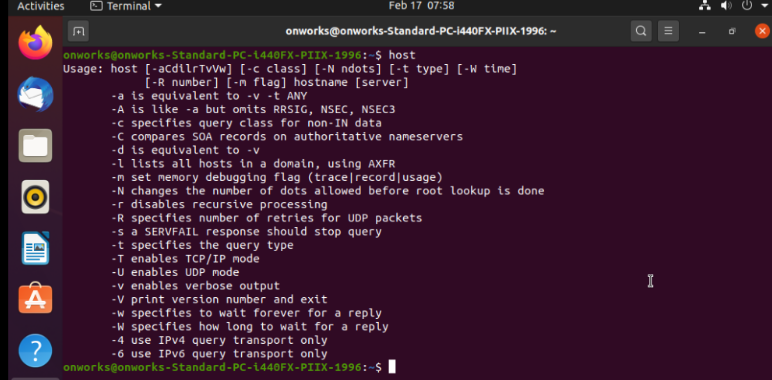 Activities
Terminal
Feb 17 07:58
onworks@onworks-Standard-PC-i440FX-PIIX-1996: ~
onworks@onworks-Standard-PC-i440FX-PIIX-1996:~$ host
Usage: host [-aCdilrTvVw] [-c class] [-N ndots] [-t type] [-W time]
            [-R number] [-m flag] hostname [server]
       -a is equivalent to -v -t ANY
       -A is like -a but omits RRSIG, NSEC, NSEC3
       -c specifies query class for non-IN data
       -C compares SOA records on authoritative nameservers
       -d is equivalent to -v
       -l lists all hosts in a domain, using AXFR
       -m set memory debugging flag (trace|record|usage)
       -N changes the number of dots allowed before root lookup is done
       -r disables recursive processing
       -R specifies number of retries for UDP packets
       -s a SERVFAIL response should stop query
       -t specifies the query type
       -T enables TCP/IP mode
       -U enables UDP mode
       -v enables verbose output
       -V print version number and exit
       -w specifies to wait forever for a reply
       -W specifies how long to wait for a reply
       -4 use IPv4 query transport only
       -6 use IPv6 query transport only
onworks@onworks-Standard-PC-i440FX-PIIX-1996:~$